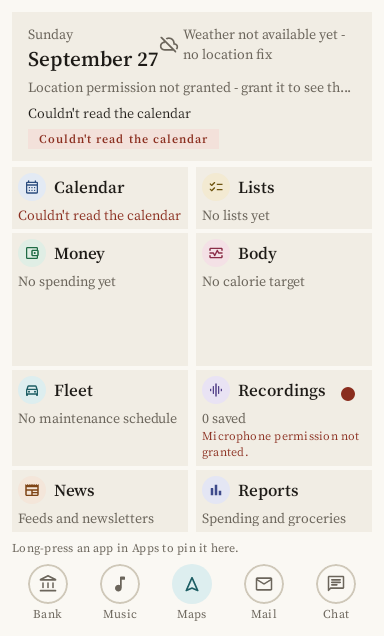 Sunday
September 27
Weather not available yet -
no location fix
Location permission not granted - grant it to see th...
Couldn't read the calendar
Couldn't read the calendar
Calendar
Couldn't read the calendar
Lists
No lists yet
Money
No spending yet
Body
No calorie target
Fleet
No maintenance schedule
Recordings
0 saved
Microphone permission not
granted.
News
Feeds and newsletters
Reports
Spending and groceries
Long-press an app in Apps to pin it here.
Bank
Music
Maps
Mail
Chat